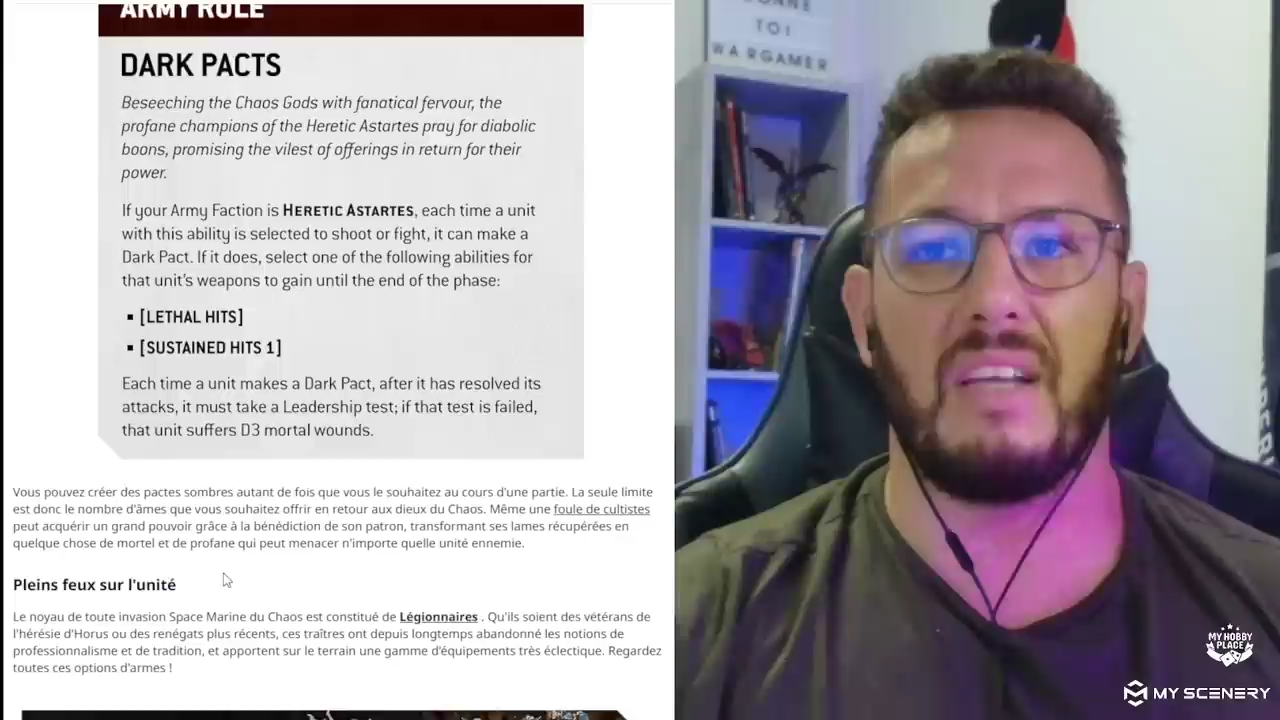 ARMY RULE
DARK PACTS
Beseeching the Chaos Gods with fanatical fervour, the
profane champions of the Heretic Astartes pray for diabolic
boons, promising the vilest of offerings in return for their
power.
If your Army Faction is HERETIC ASTARTES, each time a unit
with this ability is selected to shoot or fight, it can make a
Dark Pact. If it does, select one of the following abilities for
that unit's weapons to gain until the end of the phase:
▪ [LETHAL HITS]
▪ [SUSTAINED HITS 1]
Each time a unit makes a Dark Pact, after it has resolved its
attacks, it must take a Leadership test; if that test is failed,
that unit suffers D3 mortal wounds.
Vous pouvez créer des pactes sombres autant de fois que vous le souhaitez au cours d'une partie. La seule limite
est donc le nombre d'âmes que vous souhaitez offrir en retour aux dieux du Chaos. Même une foule de cultistes
peut acquérir un grand pouvoir grâce à la bénédiction de son patron, transformant ses lames récupérées en
quelque chose de mortel et de profane qui peut menacer n'importe quelle unité ennemie.
Pleins feux sur l'unité
Le noyau de toute invasion Space Marine du Chaos est constitué de Légionnaires . Qu'ils soient des vétérans de
l'hérésie d'Horus ou des renégats plus récents, ces traîtres ont depuis longtemps abandonné les notions de
professionnalisme et de tradition, et apportent sur le terrain une gamme d'équipements très éclectique. Regardez
toutes ces options d'armes !
TOI
WARGAMER
MY HOBBY
PLACE
MY SCENERY